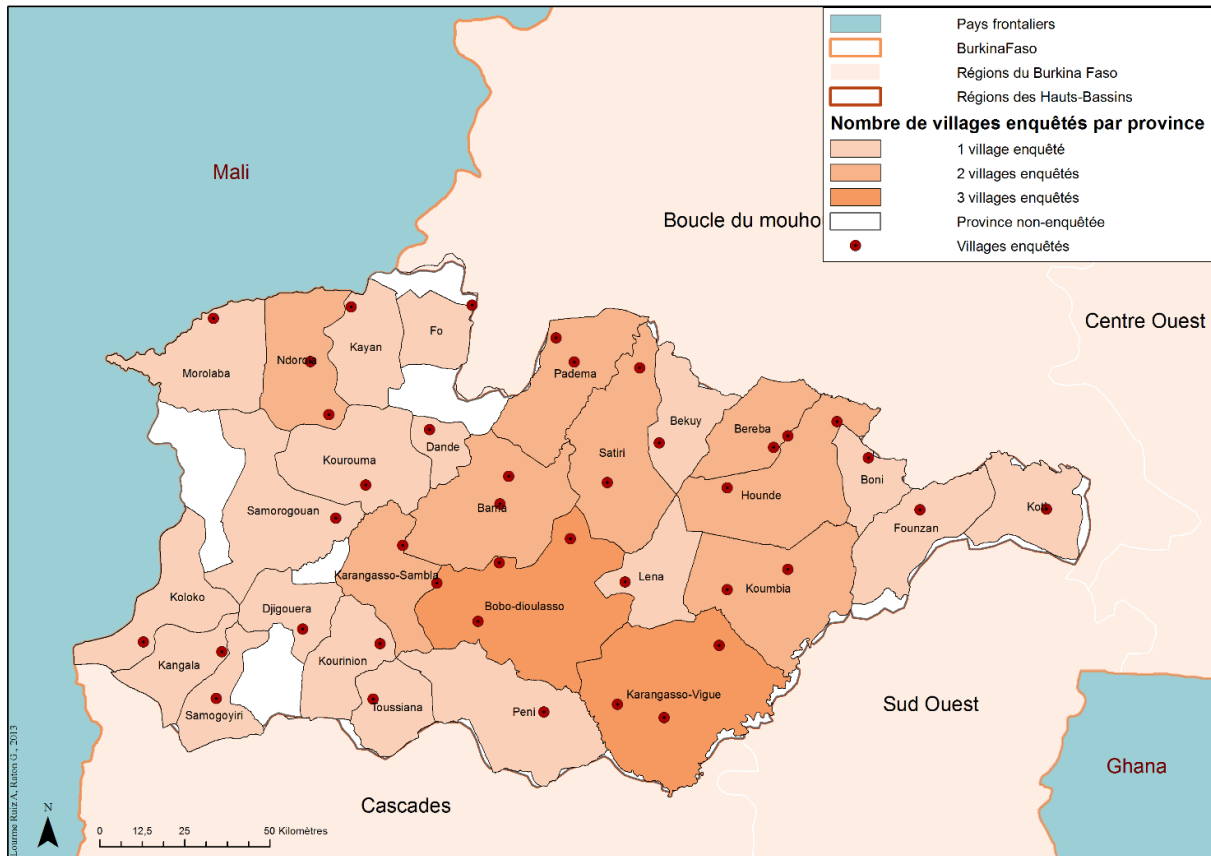 Pays frontaliers
BurkinaFaso
Régions du Burkina Faso
Régions des Hauts-Bassins
Nombre de villages enquêtés par province
1 village enquêté
2 villages enquêtés
3 villages enquêtés
Province non-enquêtée
Villages enquêtés
Mali
Boucle du mouho
Centre Ouest
Fo
Kayan
Ndorola
Morolaba
Padema
Bekuy
Bereba
Dande
Satiri
Kourouma
Boni
Hounde
Bama
Samorogouan
Koti
Founzan
Karangasso-Sambla
Lena
Koumbia
Koloko
Djigouera
Bobo-dioulasso
Kangala
Kourinion
Karangasso-Vigue
Samogoyiri
Toussiana
Peni
Sud Ouest
Ghana
Cascades
N
0 12,5 25 50 Kilomètres
Lourme Ruiz A, Raton G , 2013